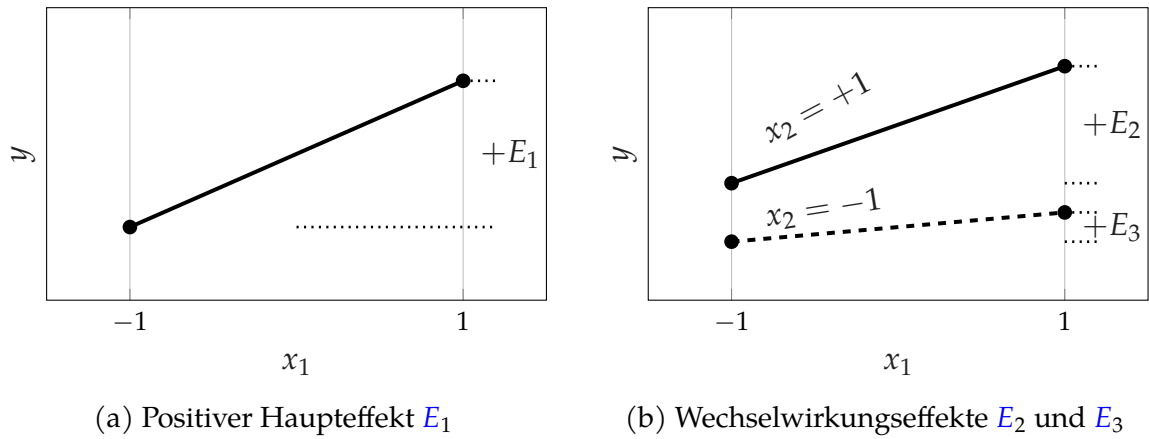 y
+E₁
−1
1
x₁
(a) Positiver Haupteffekt E₁
y
x₂ = +1
+E₂
x₂ = −1
+E₃
−1
1
x₁
(b) Wechselwirkungseffekte E₂ und E₃